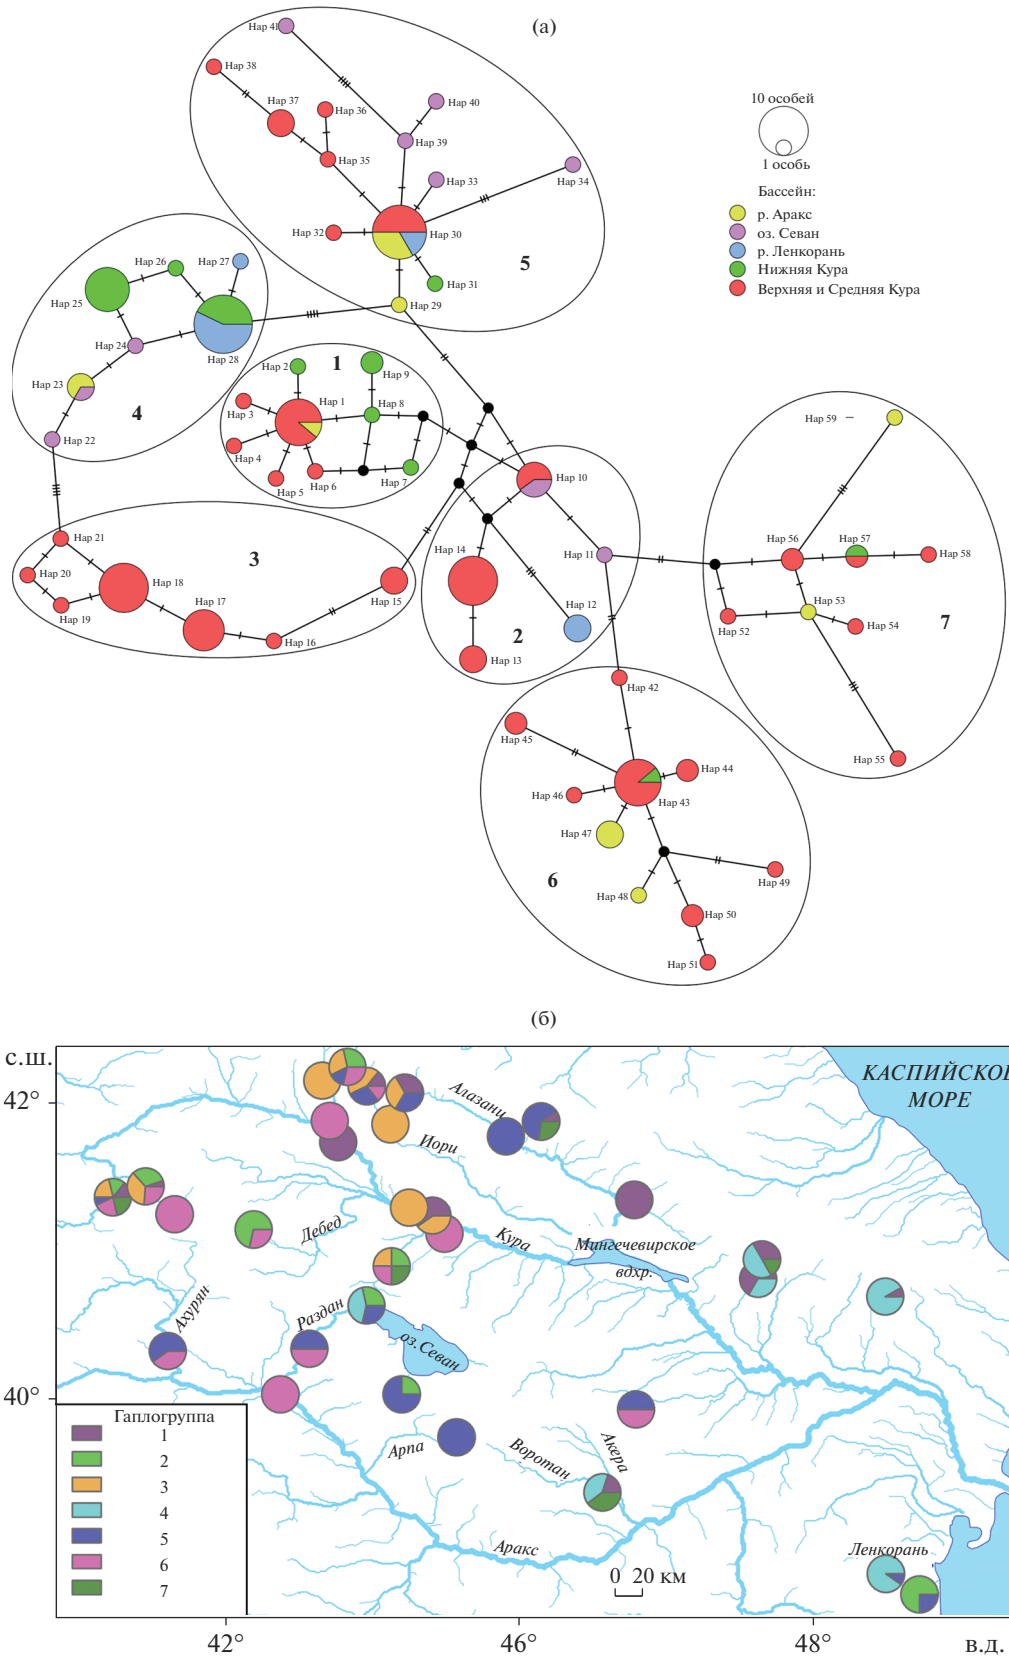 (а)
Hap 41
Hap 38
Hap 37
Hap 36
Hap 40
Hap 39
Hap 35
Hap 33
Hap 34
Hap 32
Hap 30
Hap 31
Hap 29
5
10 особей
1 особь
Бассейн:
р. Аракс
оз. Севан
р. Ленкорань
Нижняя Кура
Верхняя и Средняя Кура
Hap 26
Hap 27
Hap 25
Hap 24
Hap 28
Hap 23
Hap 22
4
Hap 2
1
Hap 9
Hap 3
Hap 1
Hap 8
Hap 4
Hap 5
Hap 6
Hap 7
Hap 10
Hap 14
Hap 11
Hap 12
Hap 13
2
Hap 21
3
Hap 20
Hap 18
Hap 17
Hap 19
Hap 16
Hap 15
Hap 59
Hap 56
Hap 57
Hap 58
Hap 53
Hap 52
Hap 54
Hap 55
7
Hap 42
Hap 45
Hap 44
Hap 46
Hap 43
Hap 47
Hap 48
Hap 49
Hap 50
Hap 51
6
(б)
с.ш.
42°
40°
КАСПИЙСКОЕ
МОРЕ
Алазани
Иори
Дебед
Кура
Мингечевирское
вдхр.
Ахурян
Раздан
оз.Севан
Арпа
Воротан
Акера
Аракс
Ленкорань
0 20 км
Гаплогруппа
1
2
3
4
5
6
7
42°
46°
48°
в.д.